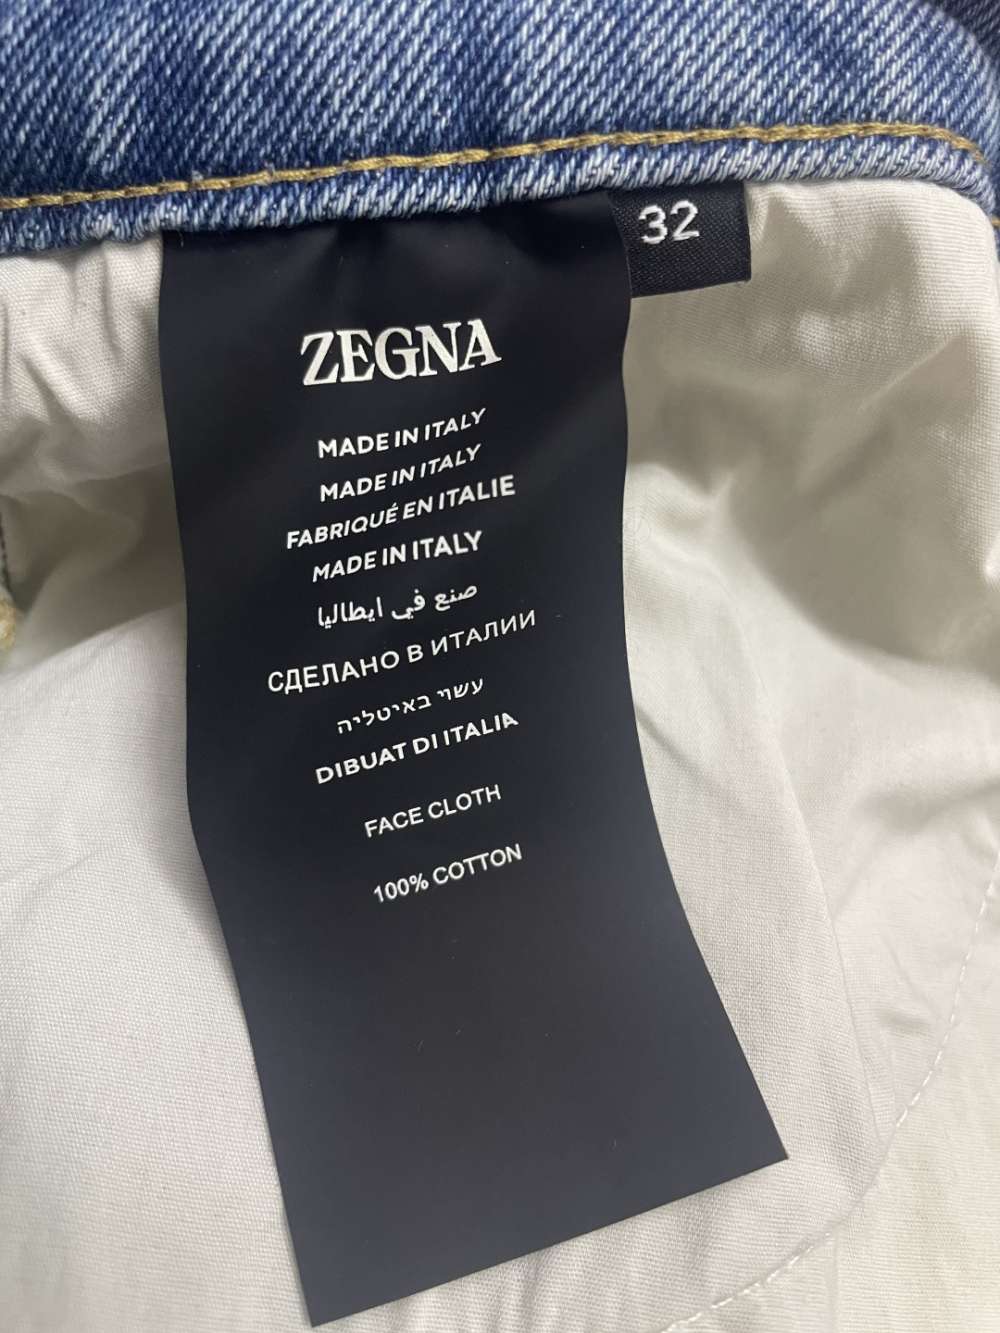 32
ZEGNA
MADE IN ITALY
MADE IN ITALY
FABRIQUÉ EN ITALIE
MADE IN ITALY
صنع في ايطاليا
СДЕЛАНО В ИТАЛИИ
עשוי באיטליה
DIBUAT DI ITALIA
FACE CLOTH
100% COTTON